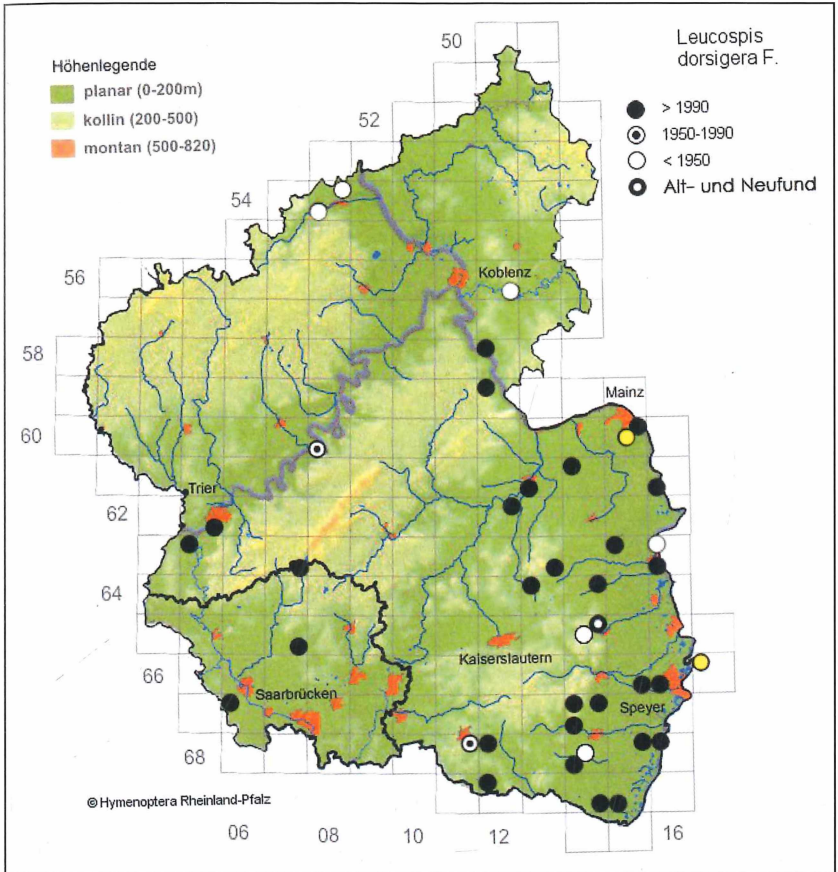 Höhenlegende
planar (0-200m)
kollin (200-500)
montan (500-820)
Leucospis
dorsigera F.
> 1990
1950-1990
< 1950
Alt- und Neufund
50
52
54
56
58
60
62
64
66
68
Koblenz
Mainz
Trier
Kaiserslautern
Saarbrücken
Speyer
© Hymenoptera Rheinland-Pfalz
06
08
10
12
16